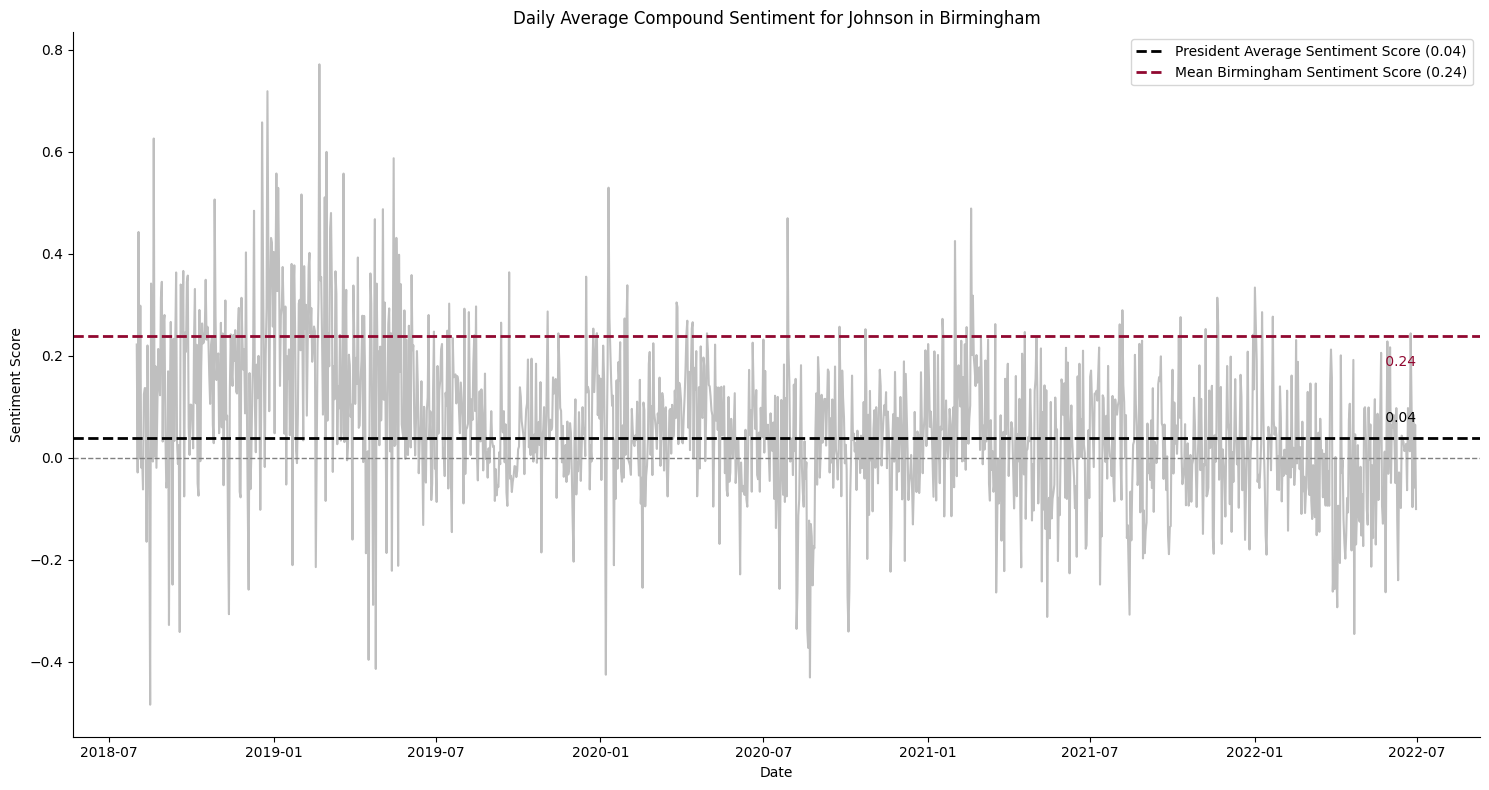 Daily Average Compound Sentiment for Johnson in Birmingham
President Average Sentiment Score (0.04)
Mean Birmingham Sentiment Score (0.24)
Sentiment Score
0.8
0.6
0.4
0.2
0.0
−0.2
−0.4
0.24
0.04
2018-07 2019-01 2019-07 2020-01 2020-07 2021-01 2021-07 2022-01 2022-07
Date